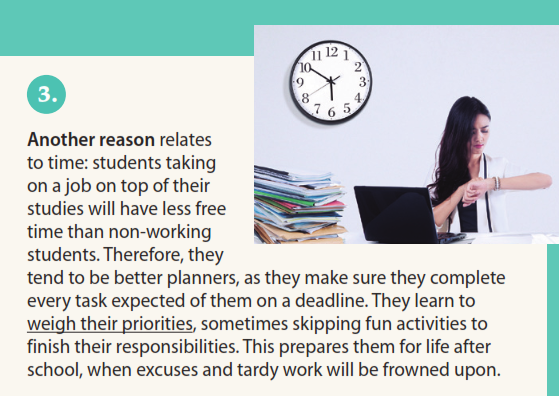 3.
Another reason relates
to time: students taking
on a job on top of their
studies will have less free
time than non-working
students. Therefore, they
tend to be better planners, as they make sure they complete
every task expected of them on a deadline. They learn to
weigh their priorities, sometimes skipping fun activities to
finish their responsibilities. This prepares them for life after
school, when excuses and tardy work will be frowned upon.
12
1
2
3
4
5
6
7
8
9
10
11